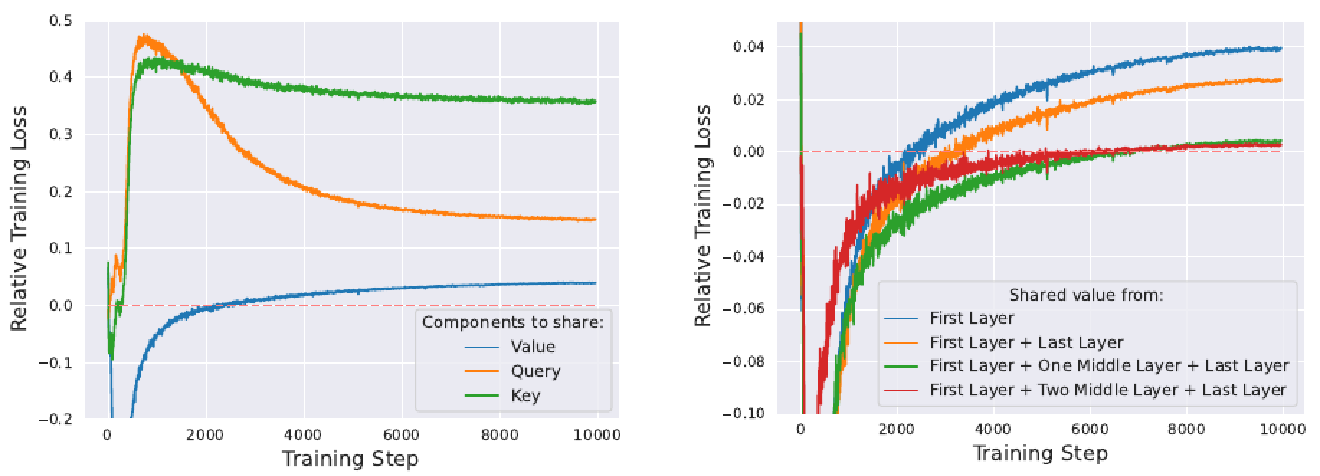 0.5
0.4
0.3
0.2
0.1
0.0
−0.1
−0.2
Relative Training Loss
Components to share:
Value
Query
Key
0 2000 4000 6000 8000 10000
Training Step
0.04
0.02
0.00
−0.02
−0.04
−0.06
−0.08
−0.10
Relative Training Loss
Shared value from:
First Layer
First Layer + Last Layer
First Layer + One Middle Layer + Last Layer
First Layer + Two Middle Layer + Last Layer
0 2000 4000 6000 8000 10000
Training Step